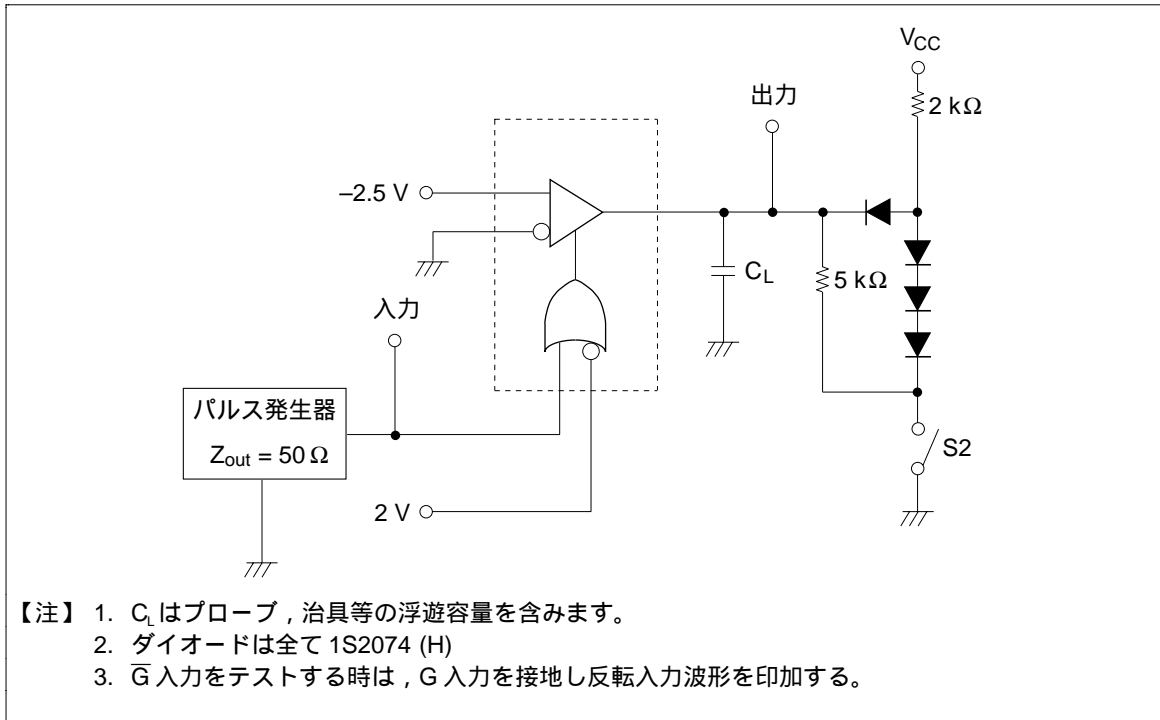 V_CC
2 kΩ
出力
–2.5 V
C_L
5 kΩ
入力
パルス発生器
Z_out = 50 Ω
S2
2 V
【注】 1. C_Lはプローブ，治具等の浮遊容量を含みます。
2. ダイオードは全て 1S2074 (H)
3. G̅ 入力をテストする時は，G 入力を接地し反転入力波形を印加する。